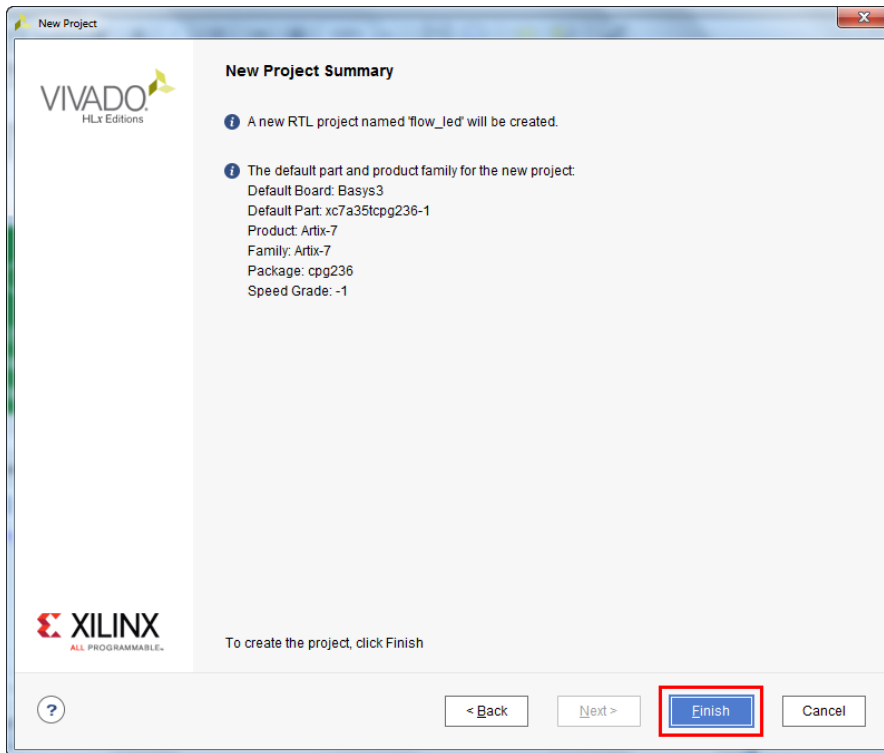 New Project
VIVADO.
HLx Editions
New Project Summary
A new RTL project named 'flow_led' will be created.
The default part and product family for the new project:
Default Board: Basys3
Default Part: xc7a35tcpg236-1
Product: Artix-7
Family: Artix-7
Package: cpg236
Speed Grade: -1
XILINX
ALL PROGRAMMABLE™
To create the project, click Finish
?
< Back
Next >
Finish
Cancel